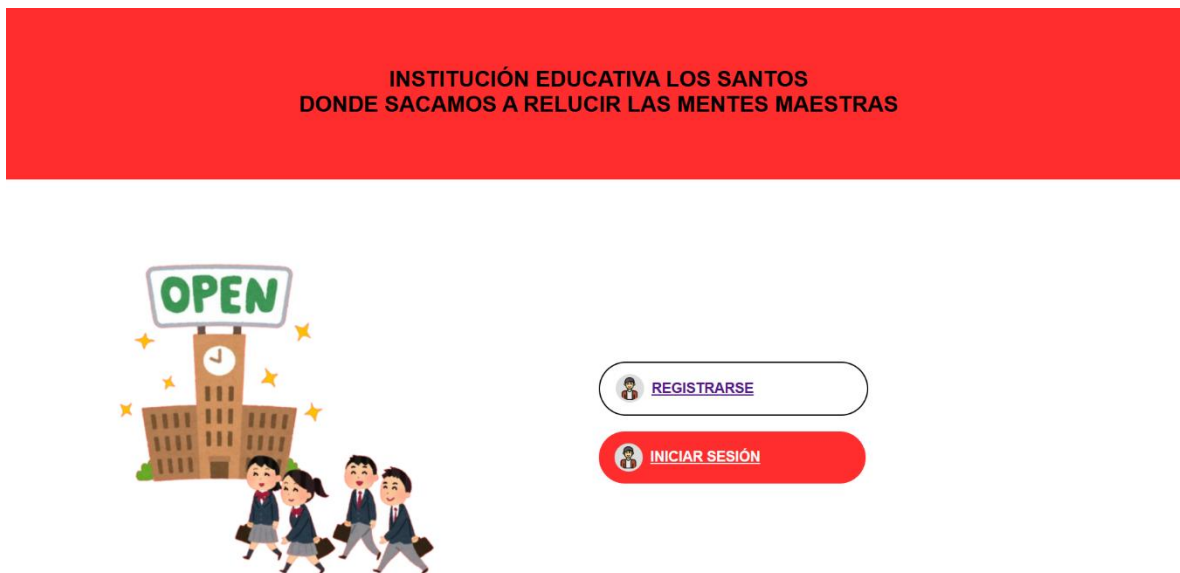 INSTITUCIÓN EDUCATIVA LOS SANTOS
DONDE SACAMOS A RELUCIR LAS MENTES MAESTRAS
OPEN
REGISTRARSE
INICIAR SESIÓN